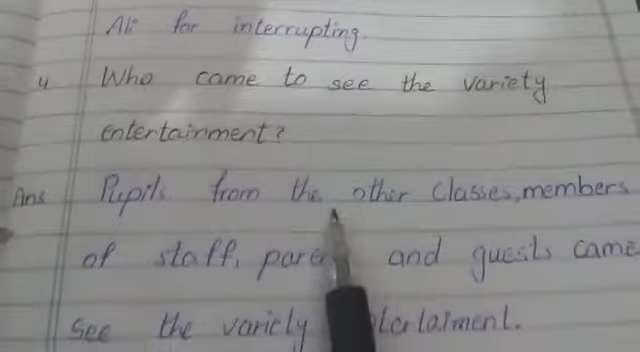 Ali for interrupting.
4 Who came to see the variety
entertainment?
Ans Pupils from the other classes, members
of staff, and guests came
see the variety